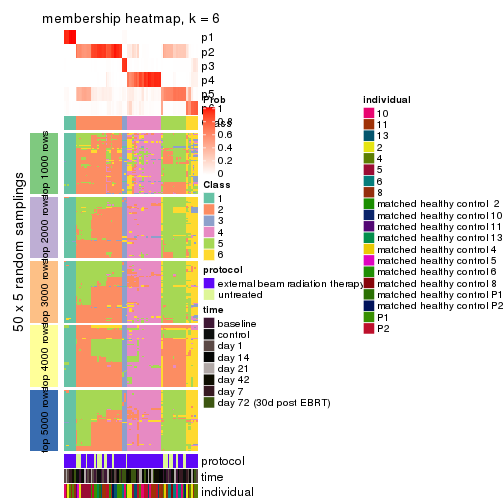 membership heatmap, k = 6
p1
p2
p3
p4
p5
p6
50 x 5 random samplings
top 1000 rows
top 2000 rows
top 3000 rows
top 4000 rows
top 5000 rows
protocol
time
individual
Prob
0.8
0.6
0.4
0.2
0
Class
1
2
3
4
5
6
protocol
external beam radiation therapy
untreated
time
baseline
control
day 1
day 14
day 21
day 42
day 7
day 72 (30d post EBRT)
individual
10
11
13
2
4
5
6
8
matched healthy control 2
matched healthy control 10
matched healthy control 11
matched healthy control 13
matched healthy control 4
matched healthy control 5
matched healthy control 6
matched healthy control 8
matched healthy control P1
matched healthy control P2
P1
P2